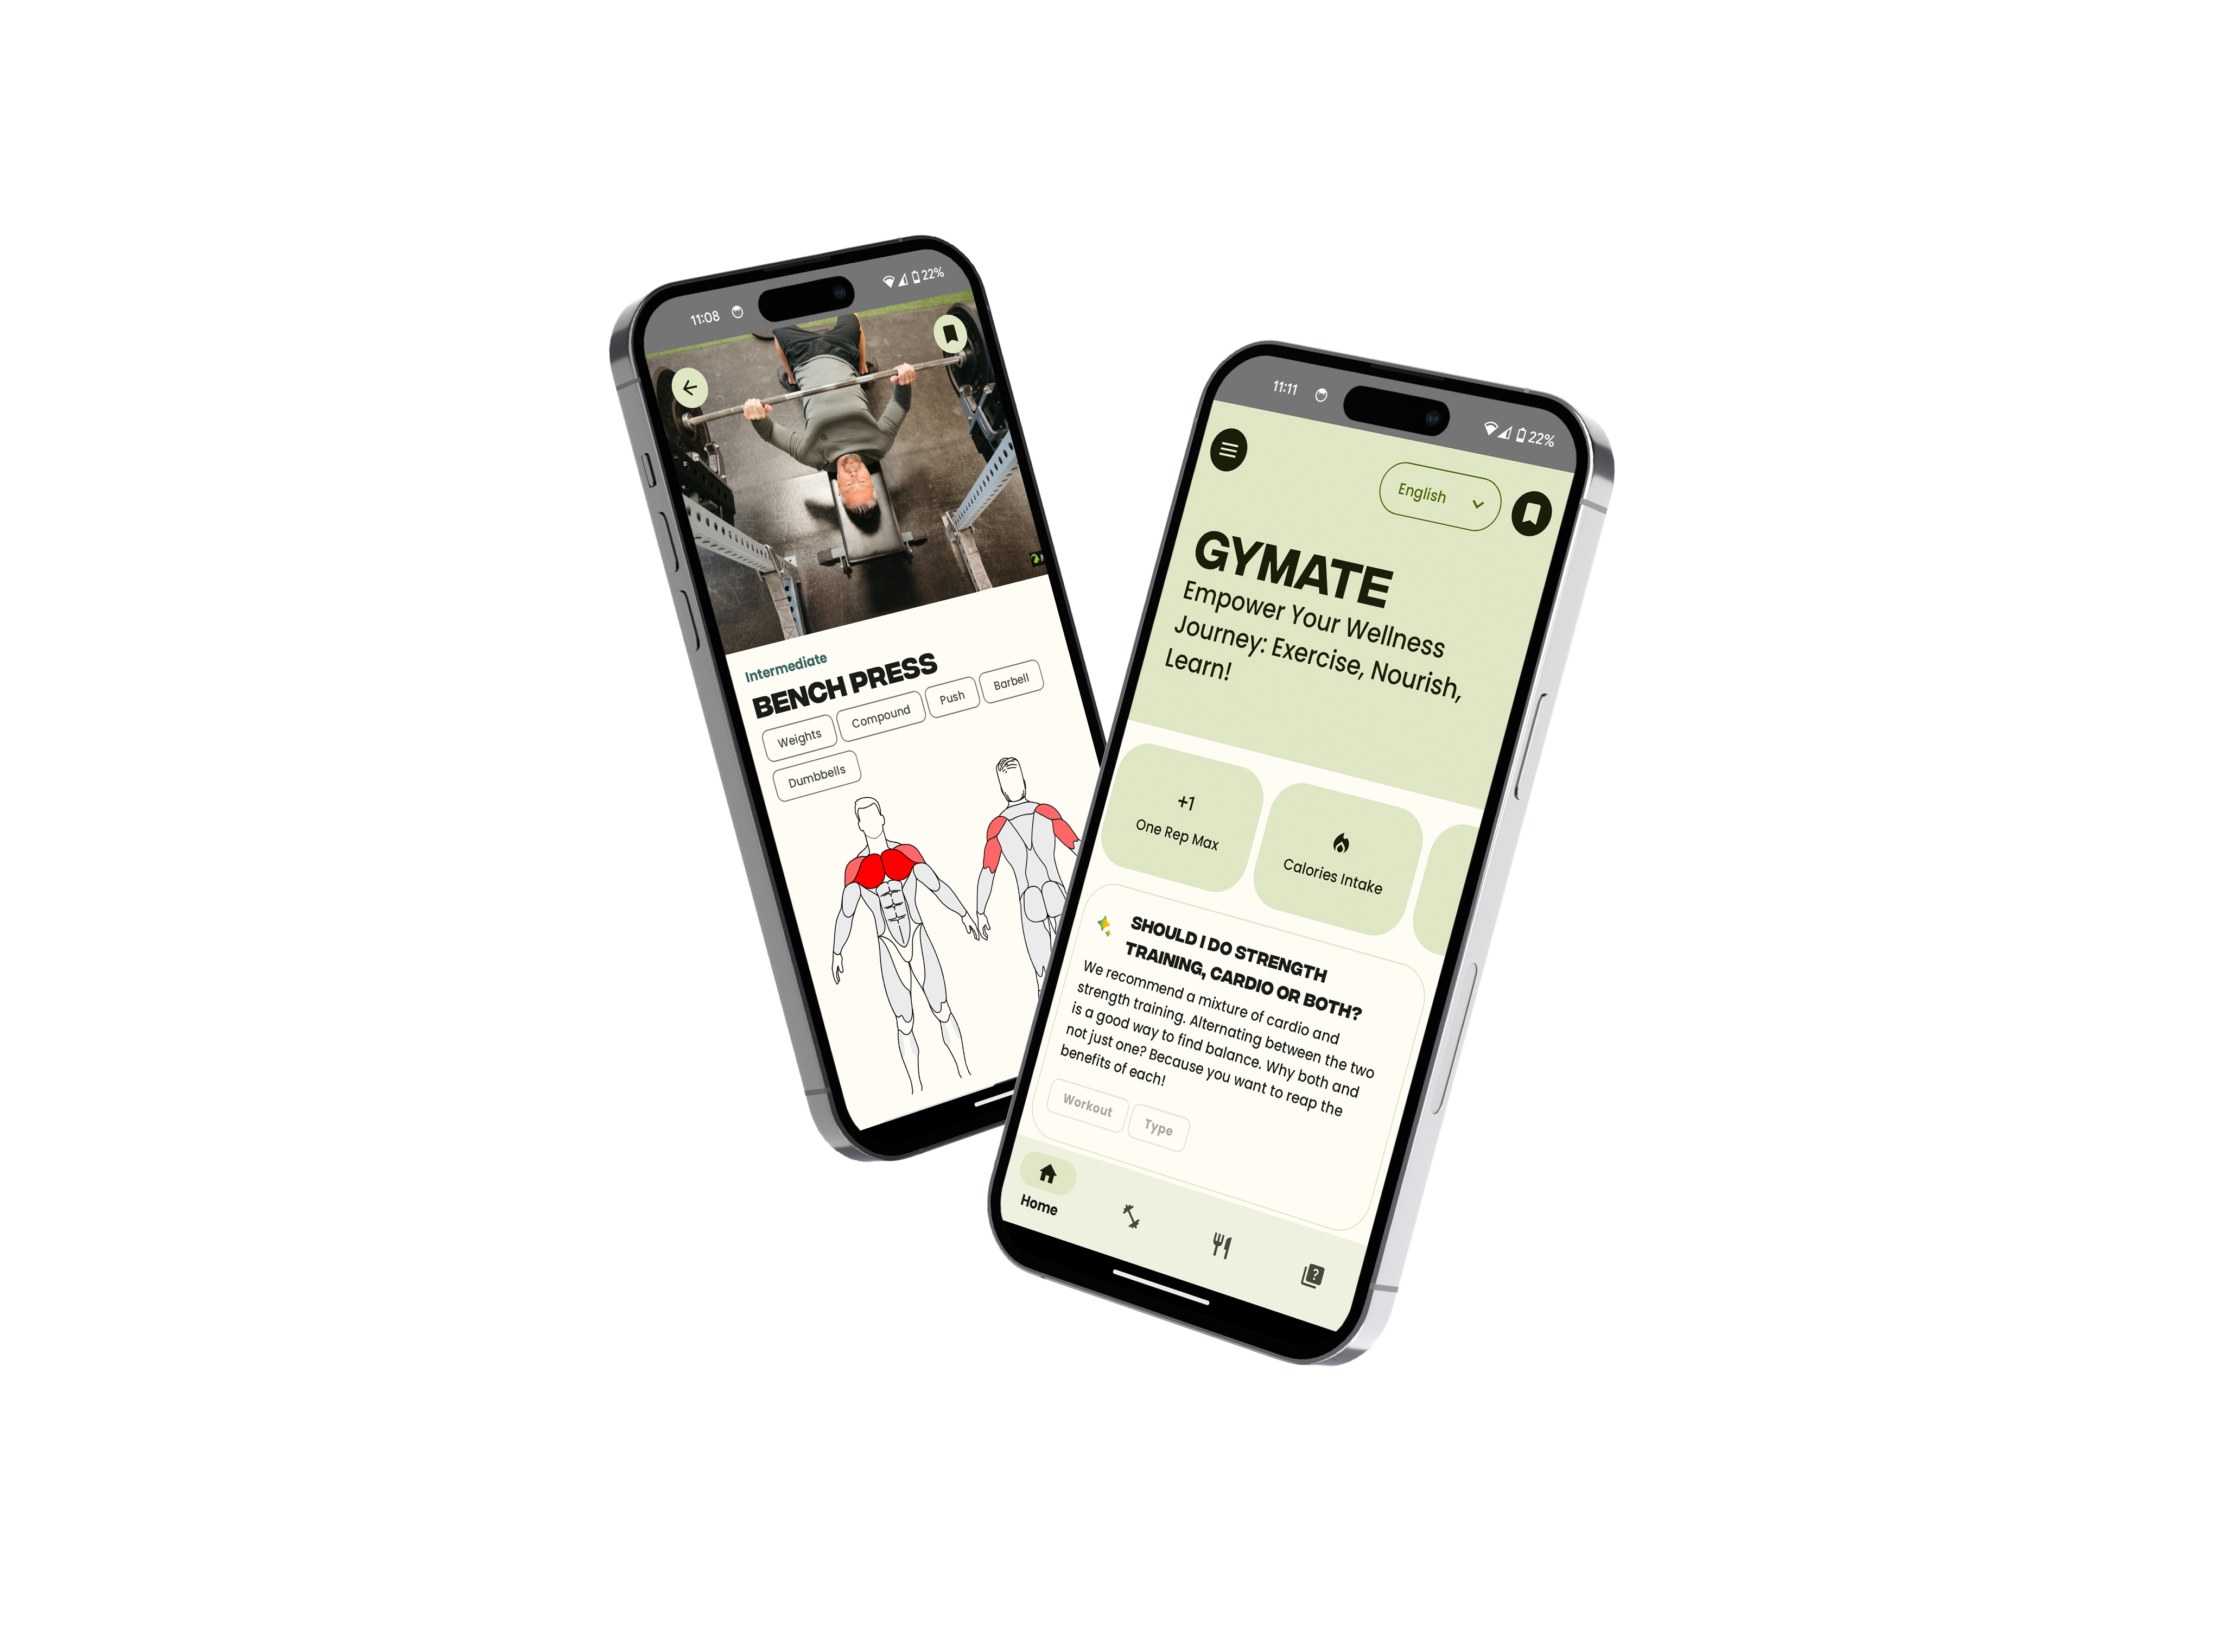 11:08
22%
Intermediate
BENCH PRESS
Weights
Compound
Push
Barbell
Dumbbells
11:11
22%
English
GYMATE
Empower Your Wellness
Journey: Exercise, Nourish,
Learn!
+1
One Rep Max
Calories Intake
SHOULD I DO STRENGTH
TRAINING, CARDIO OR BOTH?
We recommend a mixture of cardio and
strength training. Alternating between the two
is a good way to find balance. Why both and
not just one? Because you want to reap the
benefits of each!
Workout
Type
Home